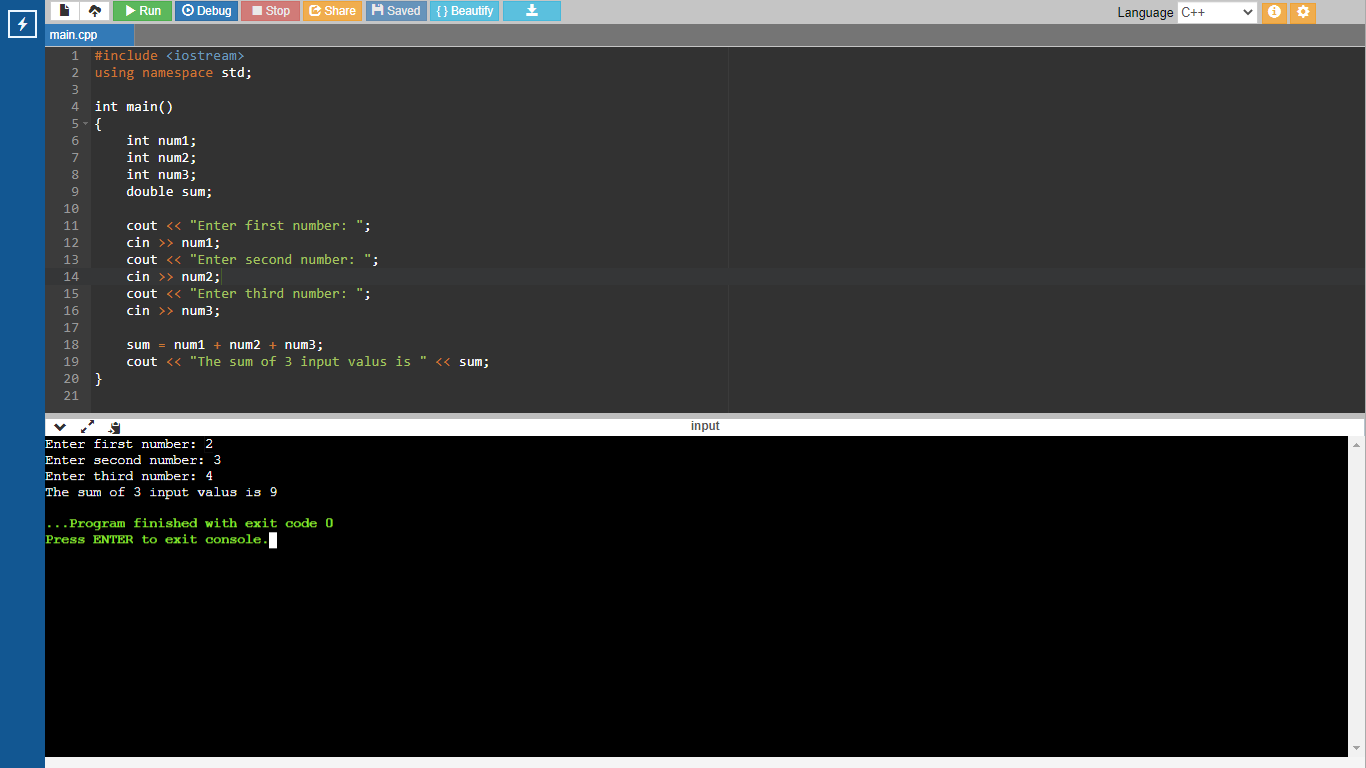 Run Debug Stop Share Saved { } Beautify Language C++
main.cpp
1 #include <iostream>
2 using namespace std;
3
4 int main()
5 {
6     int num1;
7     int num2;
8     int num3;
9     double sum;
10
11     cout << "Enter first number: ";
12     cin >> num1;
13     cout << "Enter second number: ";
14     cin >> num2;
15     cout << "Enter third number: ";
16     cin >> num3;
17
18     sum = num1 + num2 + num3;
19     cout << "The sum of 3 input valus is " << sum;
20 }
21
input
Enter first number: 2
Enter second number: 3
Enter third number: 4
The sum of 3 input valus is 9
...Program finished with exit code 0
Press ENTER to exit console.